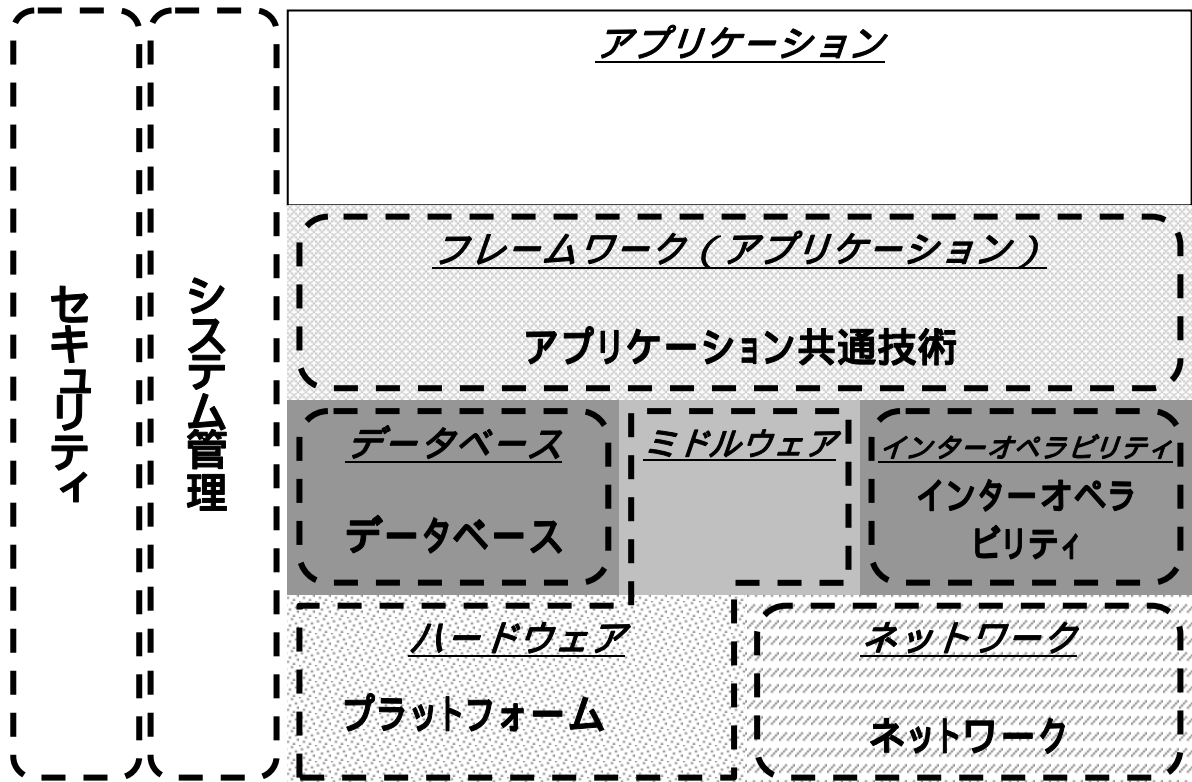 セキュリティ
システム管理
アプリケーション
フレームワーク（アプリケーション）
アプリケーション共通技術
データベース
データベース
ミドルウェア
インターオペラビリティ
インターオペラ
ビリティ
ハードウェア
プラットフォーム
ネットワーク
ネットワーク